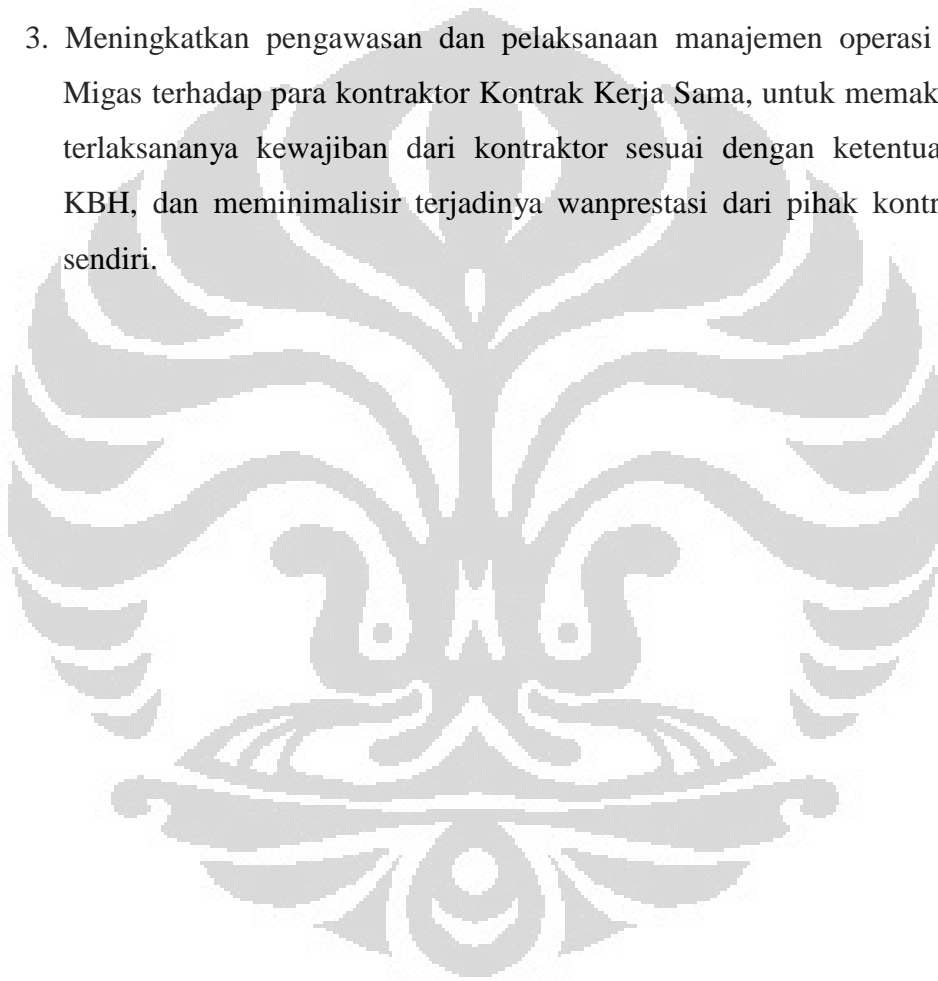 3. Meningkatkan pengawasan dan pelaksanaan manajemen operasi
Migas terhadap para kontraktor Kontrak Kerja Sama, untuk memak
terlaksananya kewajiban dari kontraktor sesuai dengan ketentua
KBH, dan meminimalisir terjadinya wanprestasi dari pihak kontr
sendiri.